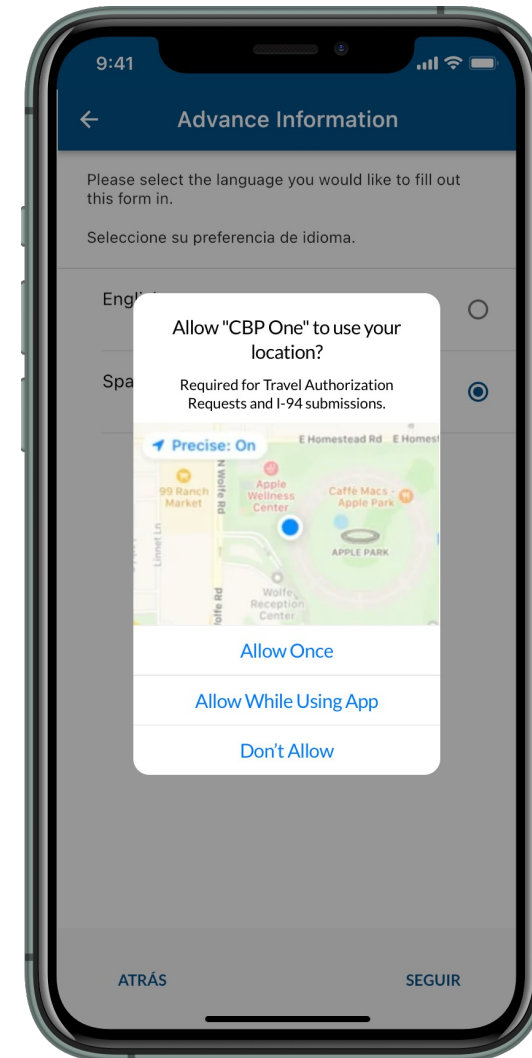 9:41
Advance Information
Please select the language you would like to fill out
this form in.
Seleccione su preferencia de idioma.
Allow "CBP One" to use your
location?
Required for Travel Authorization
Requests and I-94 submissions.
Precise: On
E Homestead Rd
N Wolfe Rd
99 Ranch
Market
Apple
Wellness
Center
Caffè Macs -
Apple Park
Linnet Ln
APPLE PARK
Wolfe
Reception
Center
Allow Once
Allow While Using App
Don't Allow
ATRÁS
SEGUIR